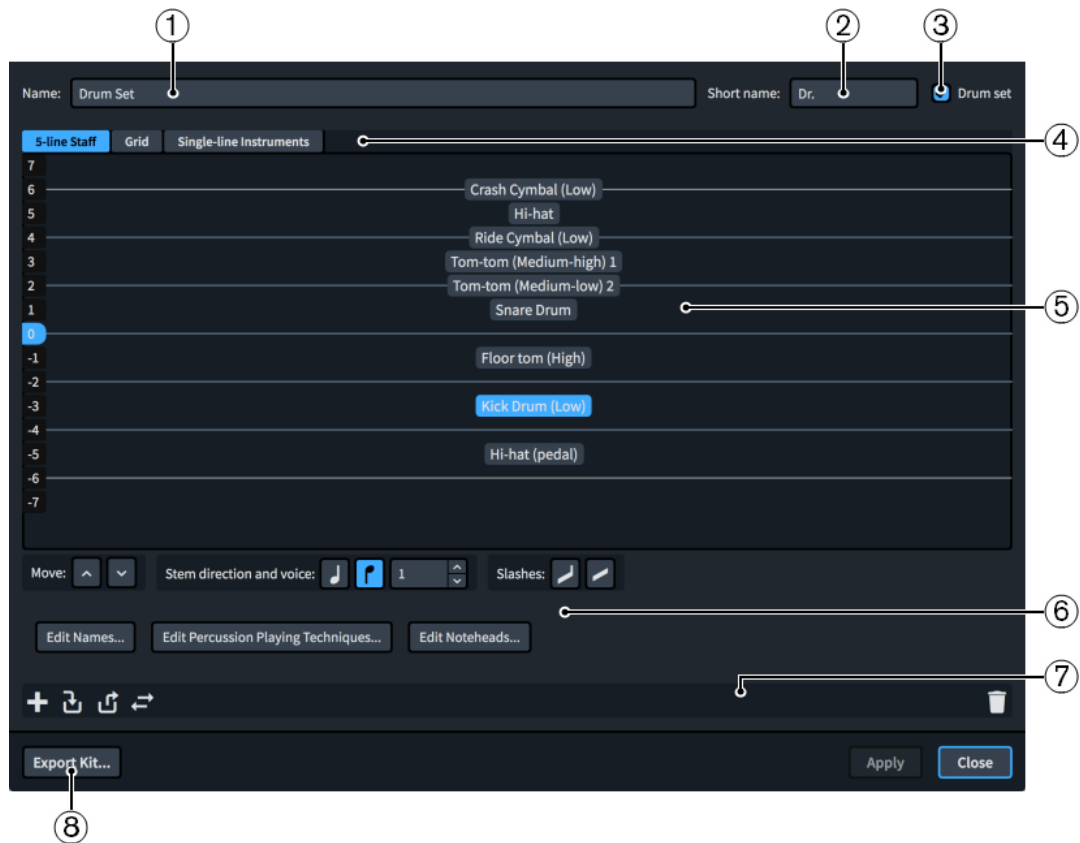 ① ② ③
Name: Drum Set Short name: Dr. Drum set
5-line Staff Grid Single-line Instruments ④
7
6 Crash Cymbal (Low)
5 Hi-hat
4 Ride Cymbal (Low)
3 Tom-tom (Medium-high) 1
2 Tom-tom (Medium-low) 2
1 Snare Drum ⑤
0
-1 Floor tom (High)
-2
-3 Kick Drum (Low)
-4
-5 Hi-hat (pedal)
-6
-7
Move: Stem direction and voice: 1 Slashes:
⑥
Edit Names... Edit Percussion Playing Techniques... Edit Noteheads...
⑦
Export Kit... Apply Close
⑧